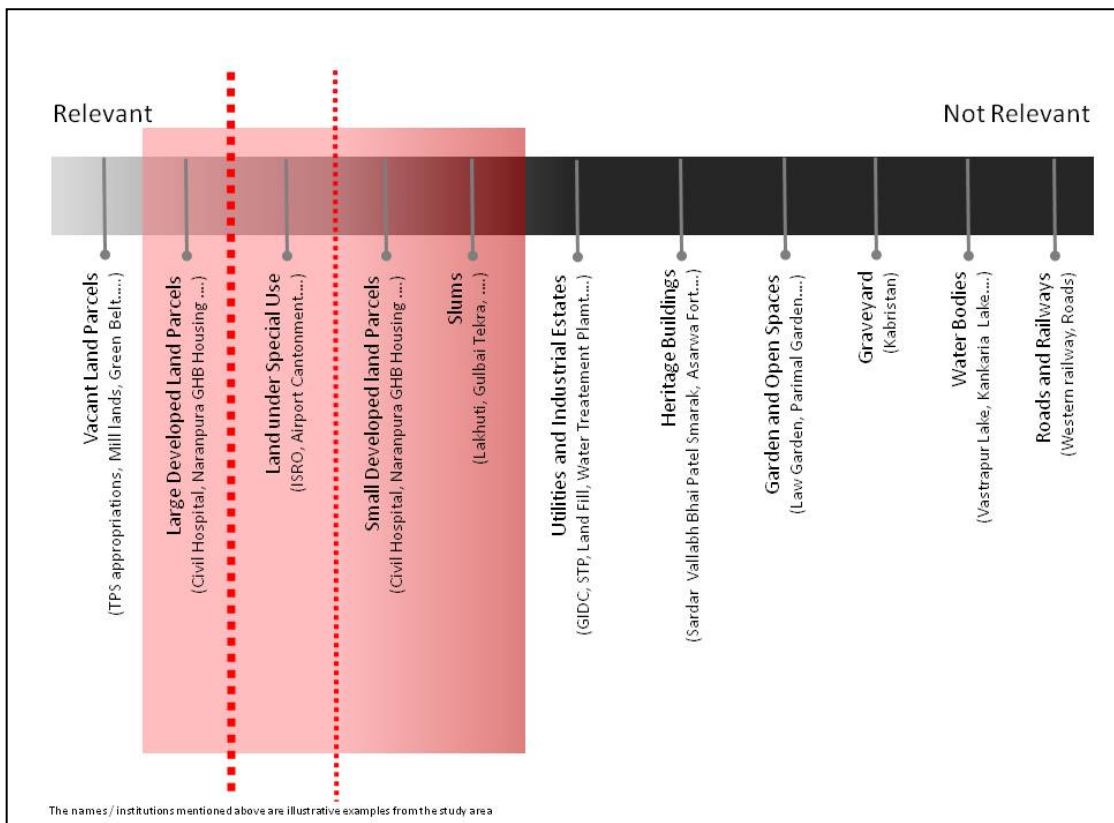 Relevant
Not Relevant
Vacant Land Parcels
(TPS appropriations, Mill lands, Green Belt.....)
Large Developed Land Parcels
(Civil Hospital, Naranpura GHB Housing ....)
Land under Special Use
(ISRO, Airport Cantonment....)
Small Developed land Parcels
(Civil Hospital, Naranpura GHB Housing ....)
Slums
(Lakhuti, Gulbai Tekra, ....)
Utilities and Industrial Estates
(GIDC, STP, Land Fill, Water Treatement Plamt....)
Heritage Buildings
(Sardar Vallabh Bhai Patel Smarak, Asarwa Fort....)
Garden and Open Spaces
(Law Garden, Parimal Garden....)
Graveyard
(Kabristan)
Water Bodies
(Vastrapur Lake, Kankaria Lake....)
Roads and Railways
(Western railway, Roads)
The names / institutions mentioned above are illustrative examples from the study area